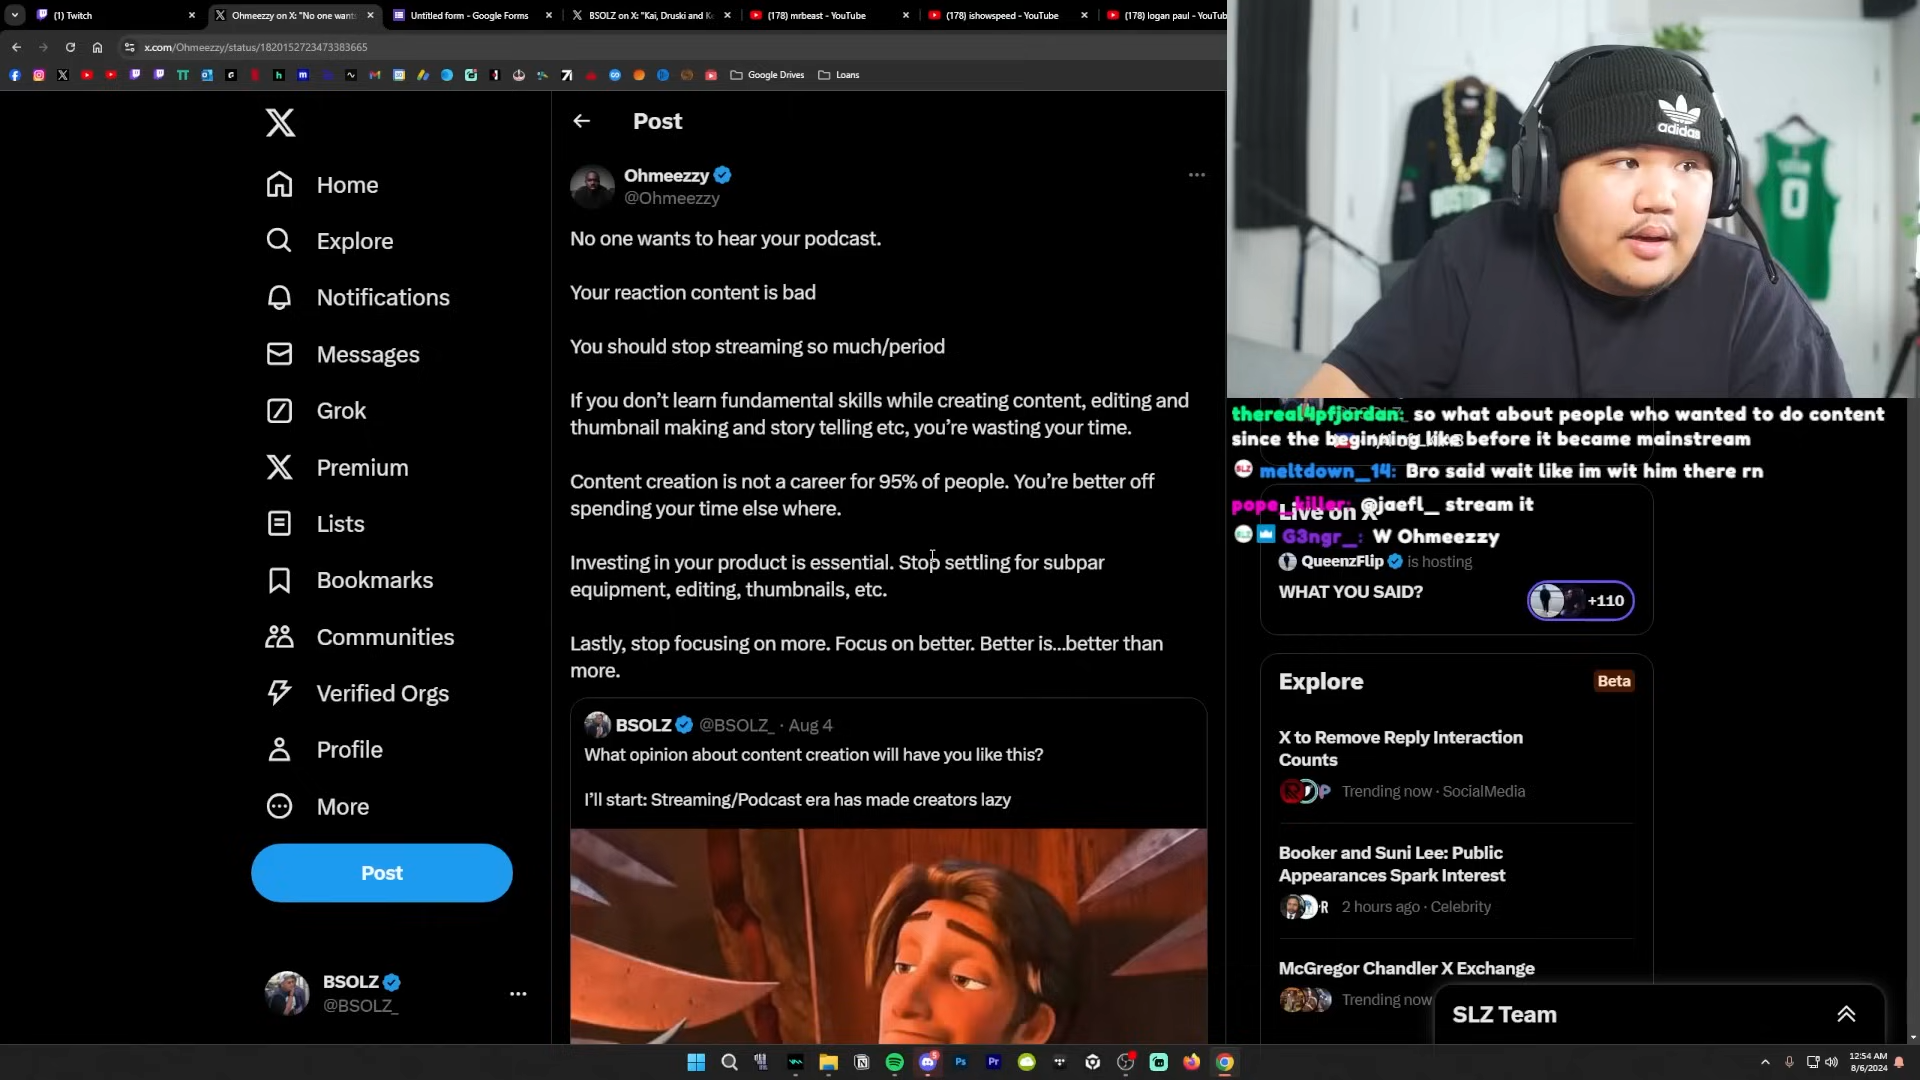 (1) Twitch
Ohmeezzy on X: "No one want
Untitled form - Google Forms
BSOLZ on X: "Kai, Druski and K
(178) mrbeast - YouTube
(178) ishowspeed - YouTube
(178) logan paul - YouTu
x.com/Ohmeezzy/status/1820152723473383665
Google Drives
Loans
Home
Explore
Notifications
Messages
Grok
Premium
Lists
Bookmarks
Communities
Verified Orgs
Profile
More
Post
BSOLZ
@BSOLZ_
Post
Ohmeezzy
@Ohmeezzy
No one wants to hear your podcast.
Your reaction content is bad
You should stop streaming so much/period
If you don’t learn fundamental skills while creating content, editing and
thumbnail making and story telling etc, you’re wasting your time.
Content creation is not a career for 95% of people. You’re better off
spending your time else where.
Investing in your product is essential. Stop settling for subpar
equipment, editing, thumbnails, etc.
Lastly, stop focusing on more. Focus on better. Better is...better than
more.
BSOLZ @BSOLZ_ · Aug 4
What opinion about content creation will have you like this?
I’ll start: Streaming/Podcast era has made creators lazy
adidas
BOSTON
0
thereal4pfjordan: so what about people who wanted to do content
since the beginning like before it became mainstream
SLZ meltdown_14: Bro said wait like im wit him there rn
pope_killer: @jaefl_ stream it
G3ngr_: W Ohmeezzy
Live on X
QueenzFlip is hosting
WHAT YOU SAID?
+110
Explore
Beta
X to Remove Reply Interaction
Counts
Trending now · SocialMedia
Booker and Suni Lee: Public
Appearances Spark Interest
2 hours ago · Celebrity
McGregor Chandler X Exchange
Trending now
SLZ Team
Ps
Pr
12:54 AM
8/6/2024